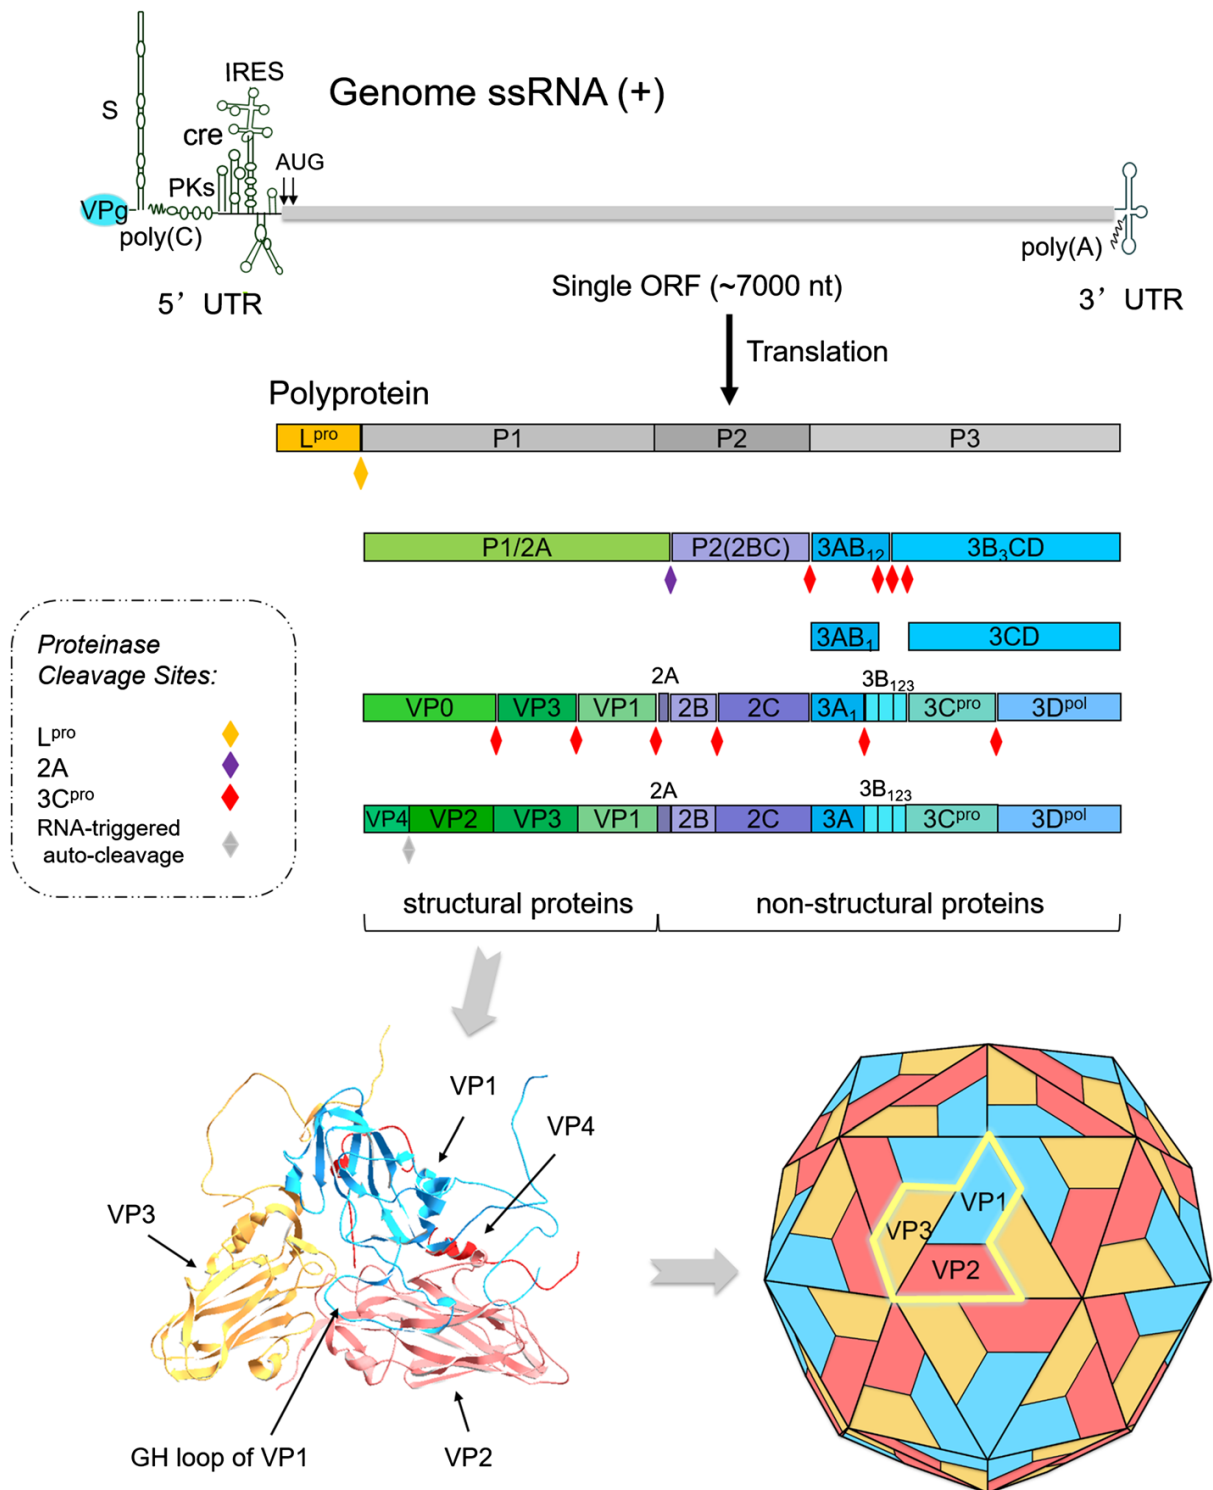 IRES
Genome ssRNA (+)
S
cre
AUG
PKs
VPg
poly(C)
poly(A)
5’ UTR
Single ORF (~7000 nt)
3’ UTR
Translation
Polyprotein
Lpro P1 P2 P3
P1/2A P2(2BC) 3AB12 3B3CD
3AB1 3CD
Proteinase
Cleavage Sites:
Lpro
2A
3Cpro
RNA-triggered
auto-cleavage
2A 3B123
VP0 VP3 VP1 2B 2C 3A1 3Cpro 3Dpol
2A 3B123
VP4 VP2 VP3 VP1 2B 2C 3A 3Cpro 3Dpol
structural proteins non-structural proteins
VP1
VP4
VP3
GH loop of VP1
VP2
VP1
VP3
VP2